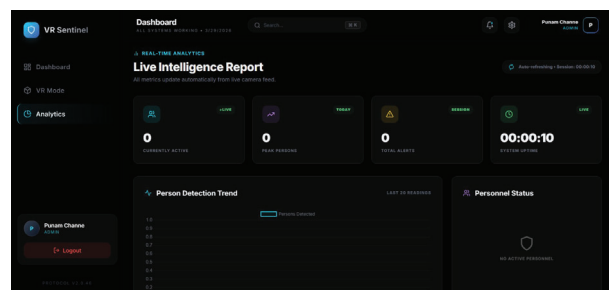 VR Sentinel
Dashboard
ALL SYSTEMS WORKING •
Search...
Punam Channe
ADMIN
P
REAL-TIME ANALYTICS
Live Intelligence Report
All metrics update automatically from live camera feed.
Auto-refreshing • Session: 00:00:10
Dashboard
VR Mode
Analytics
LIVE
0
CURRENTLY ACTIVE
TODAY
0
PEAK PERSONS
SESSION
0
TOTAL ALERTS
LIVE
00:00:10
SYSTEM UPTIME
Person Detection Trend
LAST 20 READINGS
Persons Detected
1.0
0.9
0.8
0.7
0.6
0.5
0.4
0.3
0.2
Personnel Status
NO ACTIVE PERSONNEL
P
Punam Channe
ADMIN
Logout